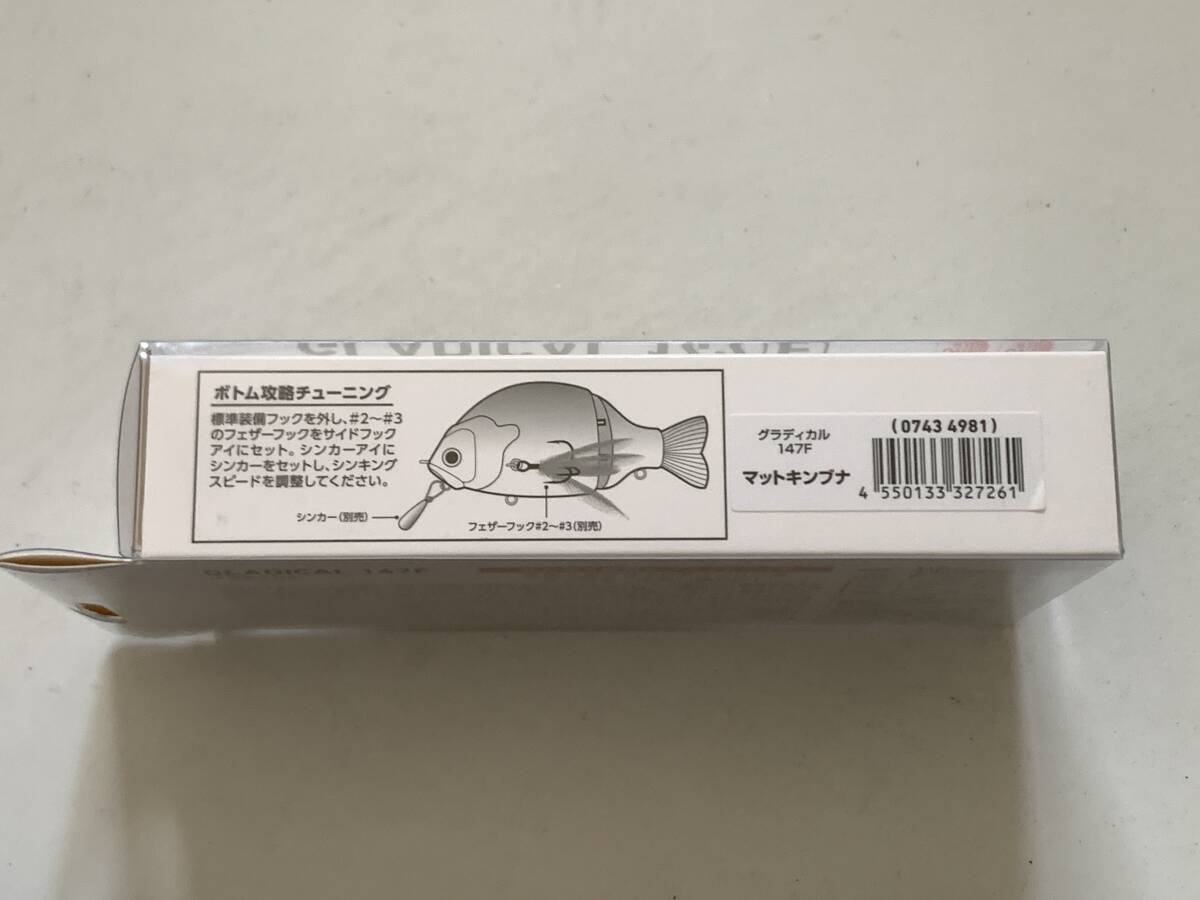 GLADICAL 147F
ボトム攻略チューニング
標準装備フックを外し、#2〜#3
のフェザーフックをサイドフック
アイにセット。シンカーアイに
シンカーをセットし、シンキング
スピードを調整してください。
シンカー(別売)
フェザーフック#2〜#3(別売)
グラディカル
147F
マットキンブナ
(0743 4981)
4 550133 327261
GLADICAL 147F